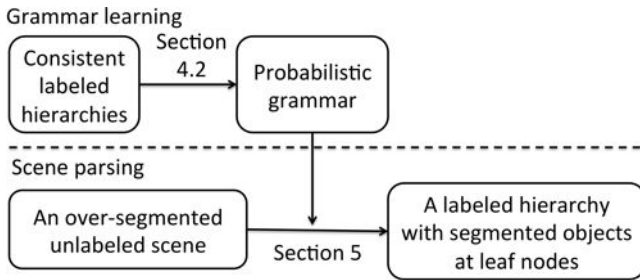 Grammar learning
Consistent
labeled
hierarchies
Section
4.2
Probabilistic
grammar
Scene parsing
An over-segmented
unlabeled scene
Section 5
A labeled hierarchy
with segmented objects
at leaf nodes